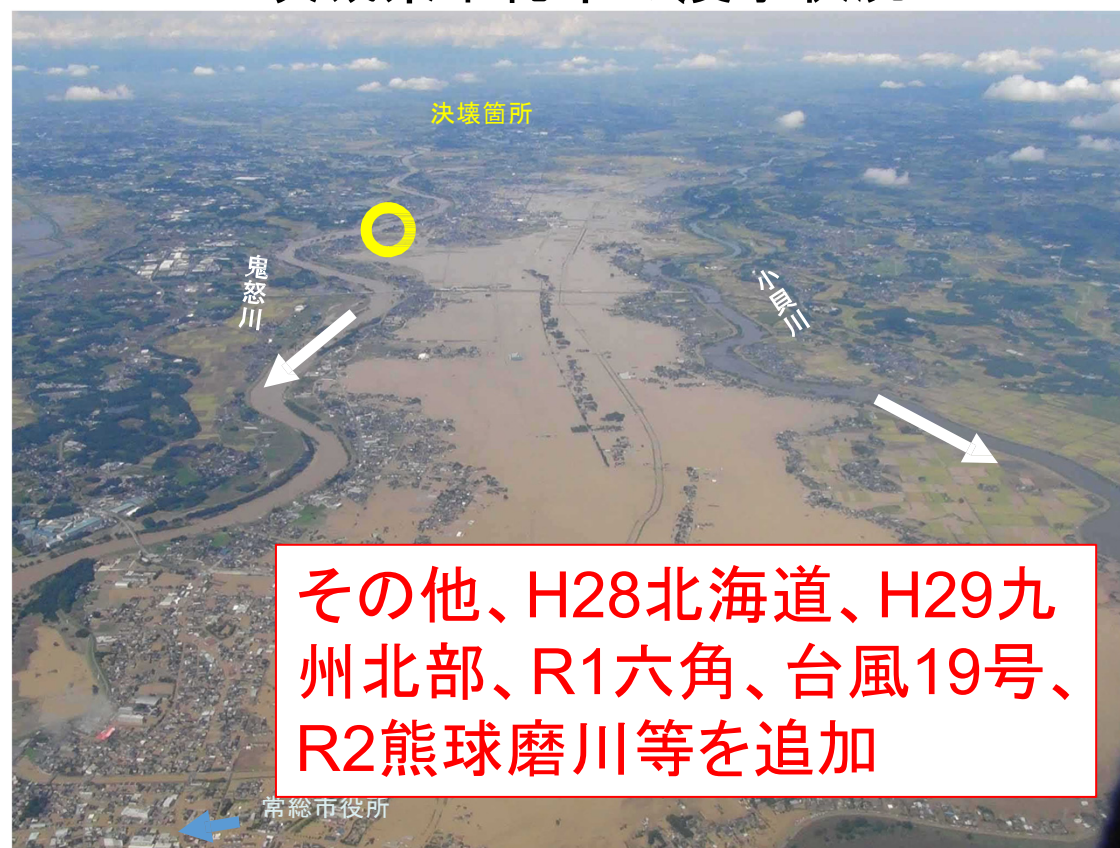 決壊箇所
鬼怒川
小貝川
その他、H28北海道、H29九
州北部、R1六角、台風19号、
R2熊球磨川等を追加
常総市役所